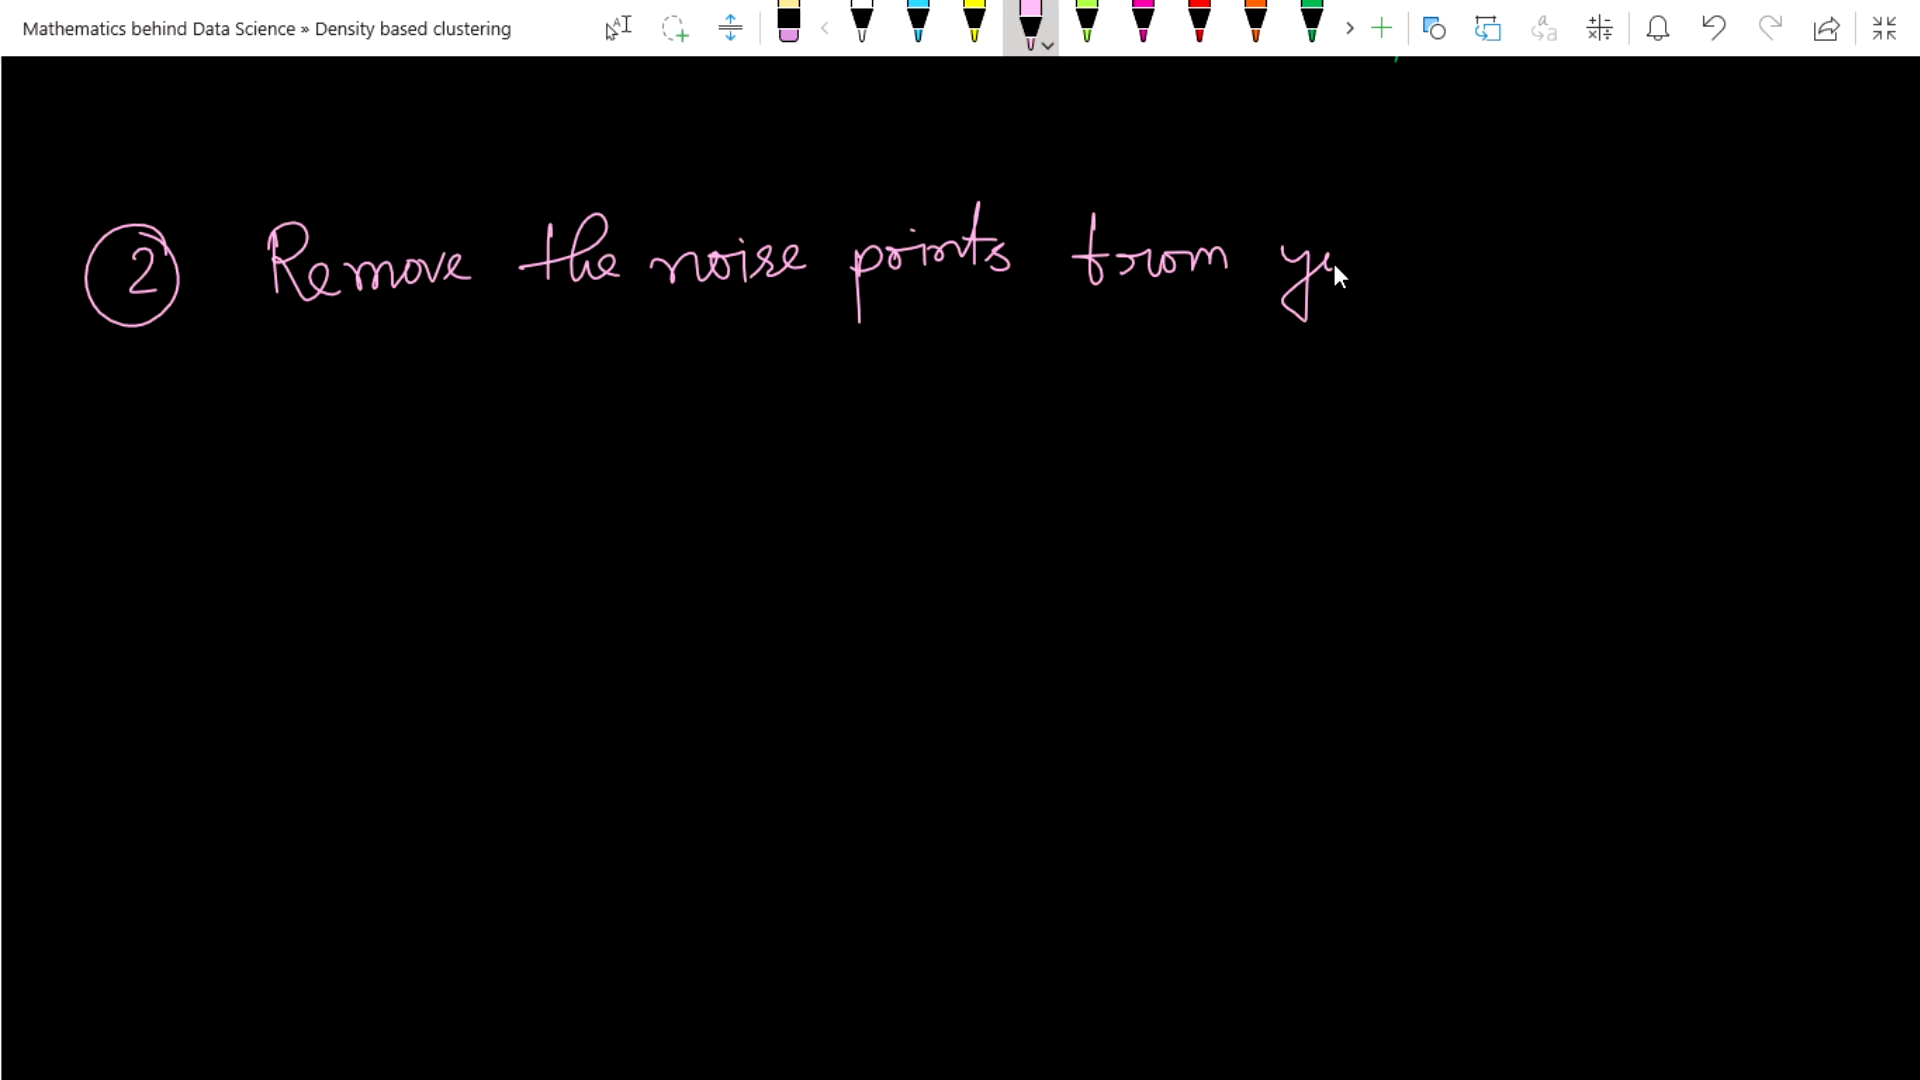 Mathematics behind Data Science » Density based clustering
② Remove the noise points from